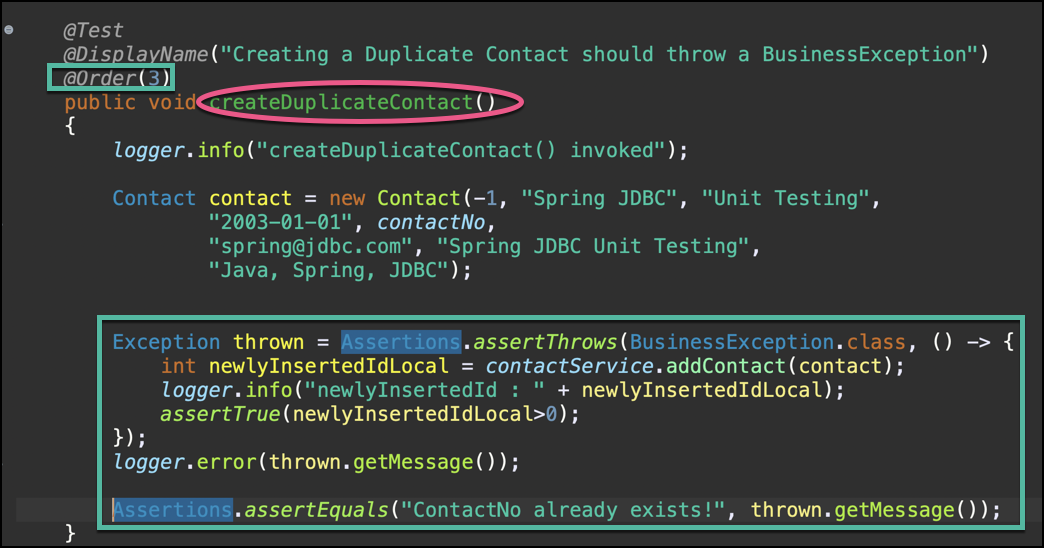 @Test
@DisplayName("Creating a Duplicate Contact should throw a BusinessException")
@Order(3)
public void createDuplicateContact()
{
logger.info("createDuplicateContact() invoked");
Contact contact = new Contact(-1, "Spring JDBC", "Unit Testing",
"2003-01-01", contactNo,
"spring@jdbc.com", "Spring JDBC Unit Testing",
"Java, Spring, JDBC");
Exception thrown = Assertions.assertThrows(BusinessException.class, () -> {
int newlyInsertedIdLocal = contactService.addContact(contact);
logger.info("newlyInsertedId : " + newlyInsertedIdLocal);
assertTrue(newlyInsertedIdLocal>0);
});
logger.error(thrown.getMessage());
Assertions.assertEquals("ContactNo already exists!", thrown.getMessage());
}